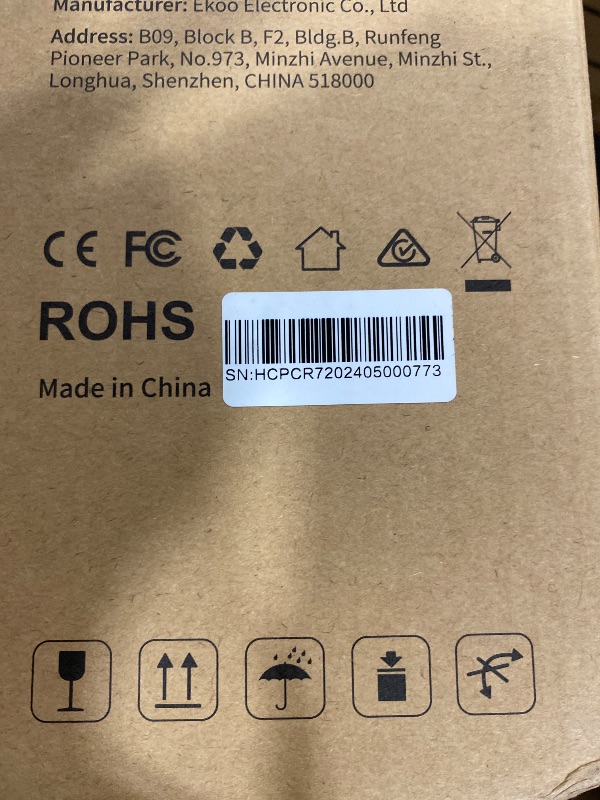 Manufacturer: Ekoo Electronic Co., Ltd
Address: B09, Block B, F2, Bldg.B, Runfeng
Pioneer Park, No.973, Minzhi Avenue, Minzhi St.,
Longhua, Shenzhen, CHINA 518000
CE FC
ROHS
SN:HCPCR7202405000773
Made in China